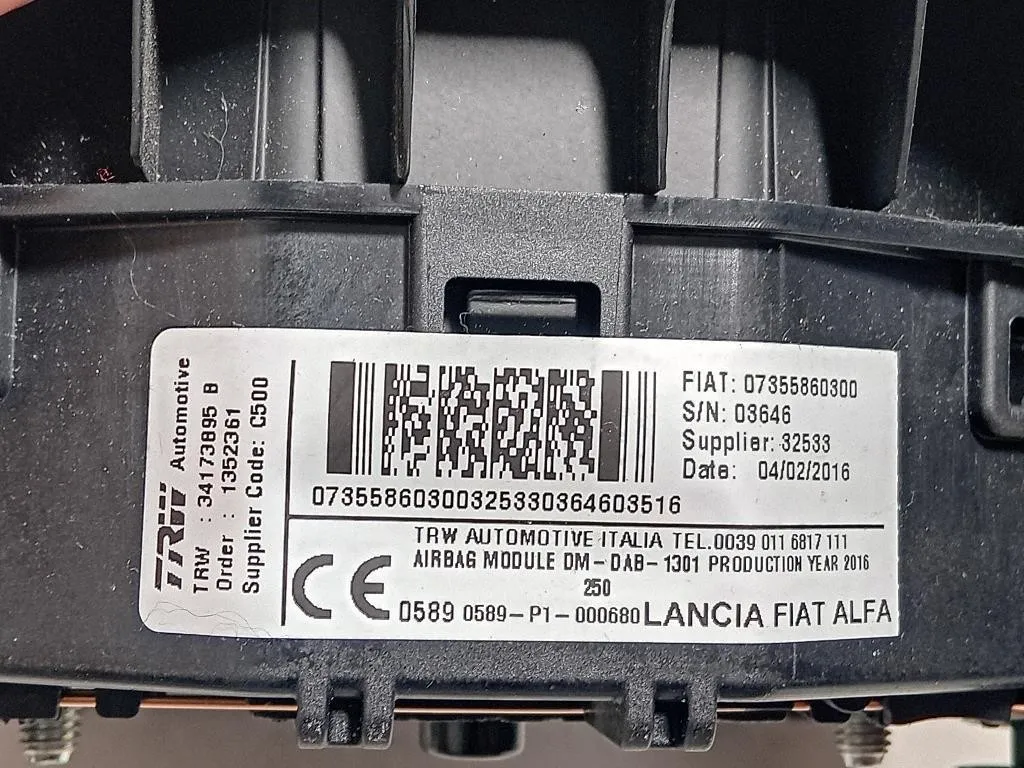 TRW Automotive
TRW : 34173895 B
Order : 1352361
Supplier Code: C500
FIAT: 07355860300
S/N: 03646
Supplier: 32533
Date: 04/02/2016
07355860300325330364603516
TRW AUTOMOTIVE ITALIA TEL.0039 011 6817 111
AIRBAG MODULE DM-DAB-1301 PRODUCTION YEAR 2016
250
CE 0589 0589-P1-000680 LANCIA FIAT ALFA